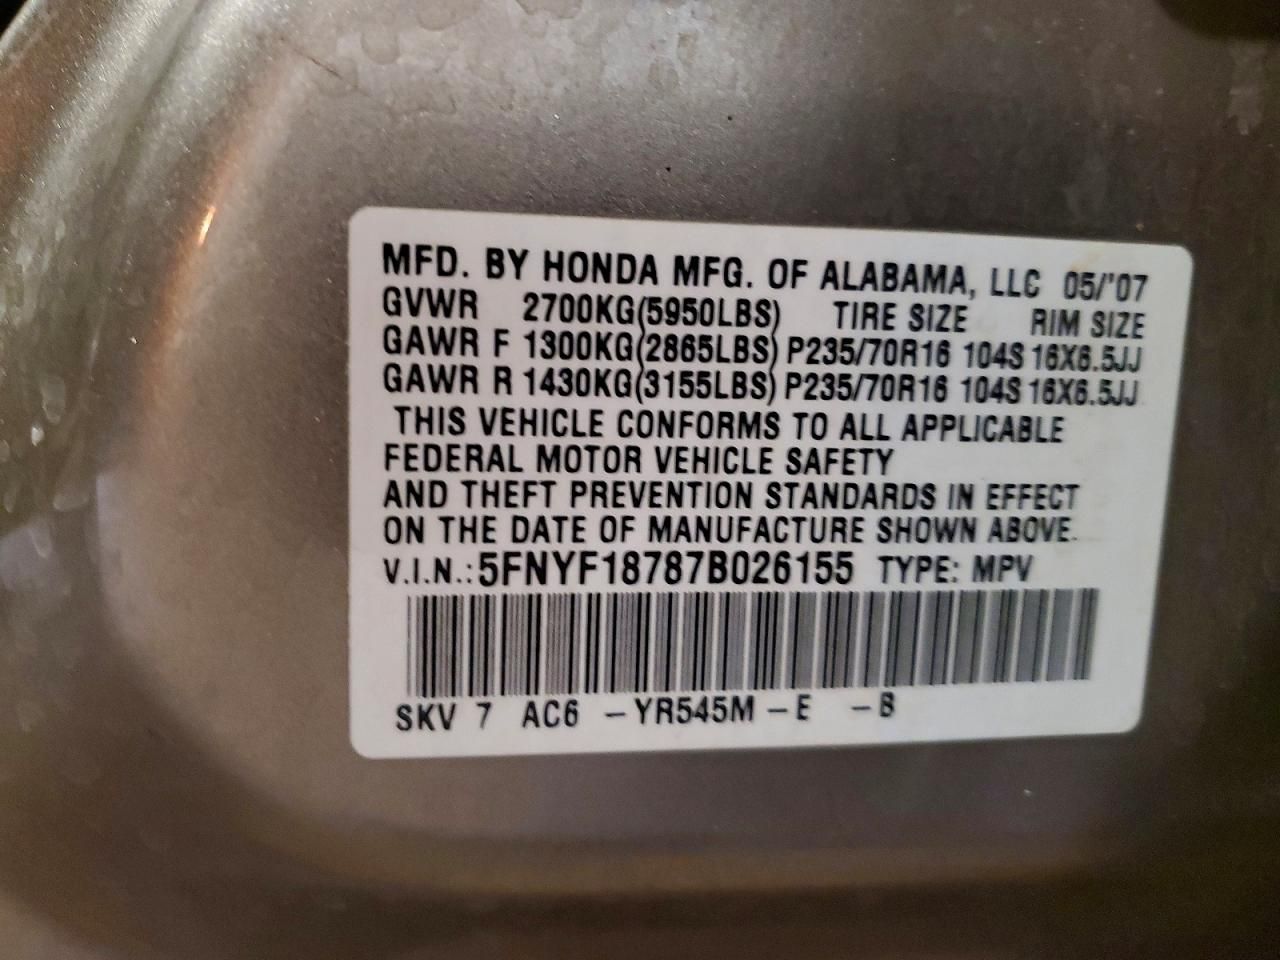 MFD. BY HONDA MFG. OF ALABAMA, LLC 05/'07
GVWR 2700KG(5950LBS) TIRE SIZE RIM SIZE
GAWR F 1300KG(2865LBS) P235/70R16 104S 16X6.5JJ
GAWR R 1430KG(3155LBS) P235/70R16 104S 16X6.5JJ
THIS VEHICLE CONFORMS TO ALL APPLICABLE
FEDERAL MOTOR VEHICLE SAFETY
AND THEFT PREVENTION STANDARDS IN EFFECT
ON THE DATE OF MANUFACTURE SHOWN ABOVE.
V.I.N.: 5FNYF18787B026155 TYPE: MPV
SKV 7 AC6 -YR545M -E -B